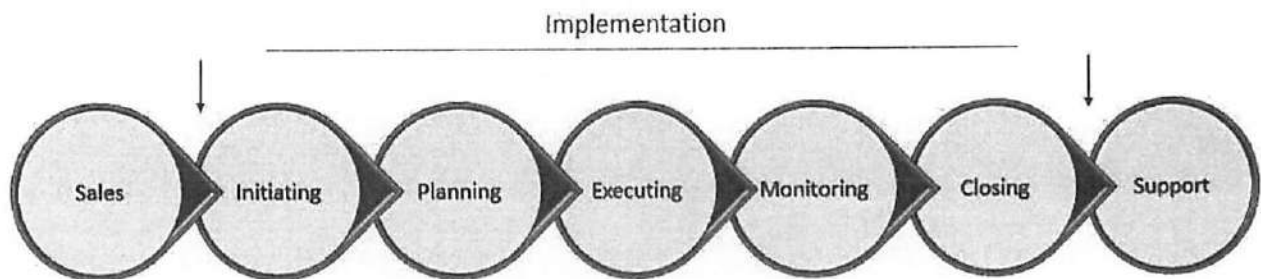 Implementation
Sales Initiating Planning Executing Monitoring Closing Support